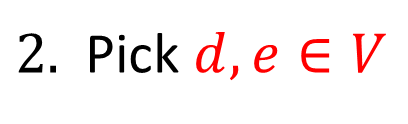 2. Pick d, e ∈ V